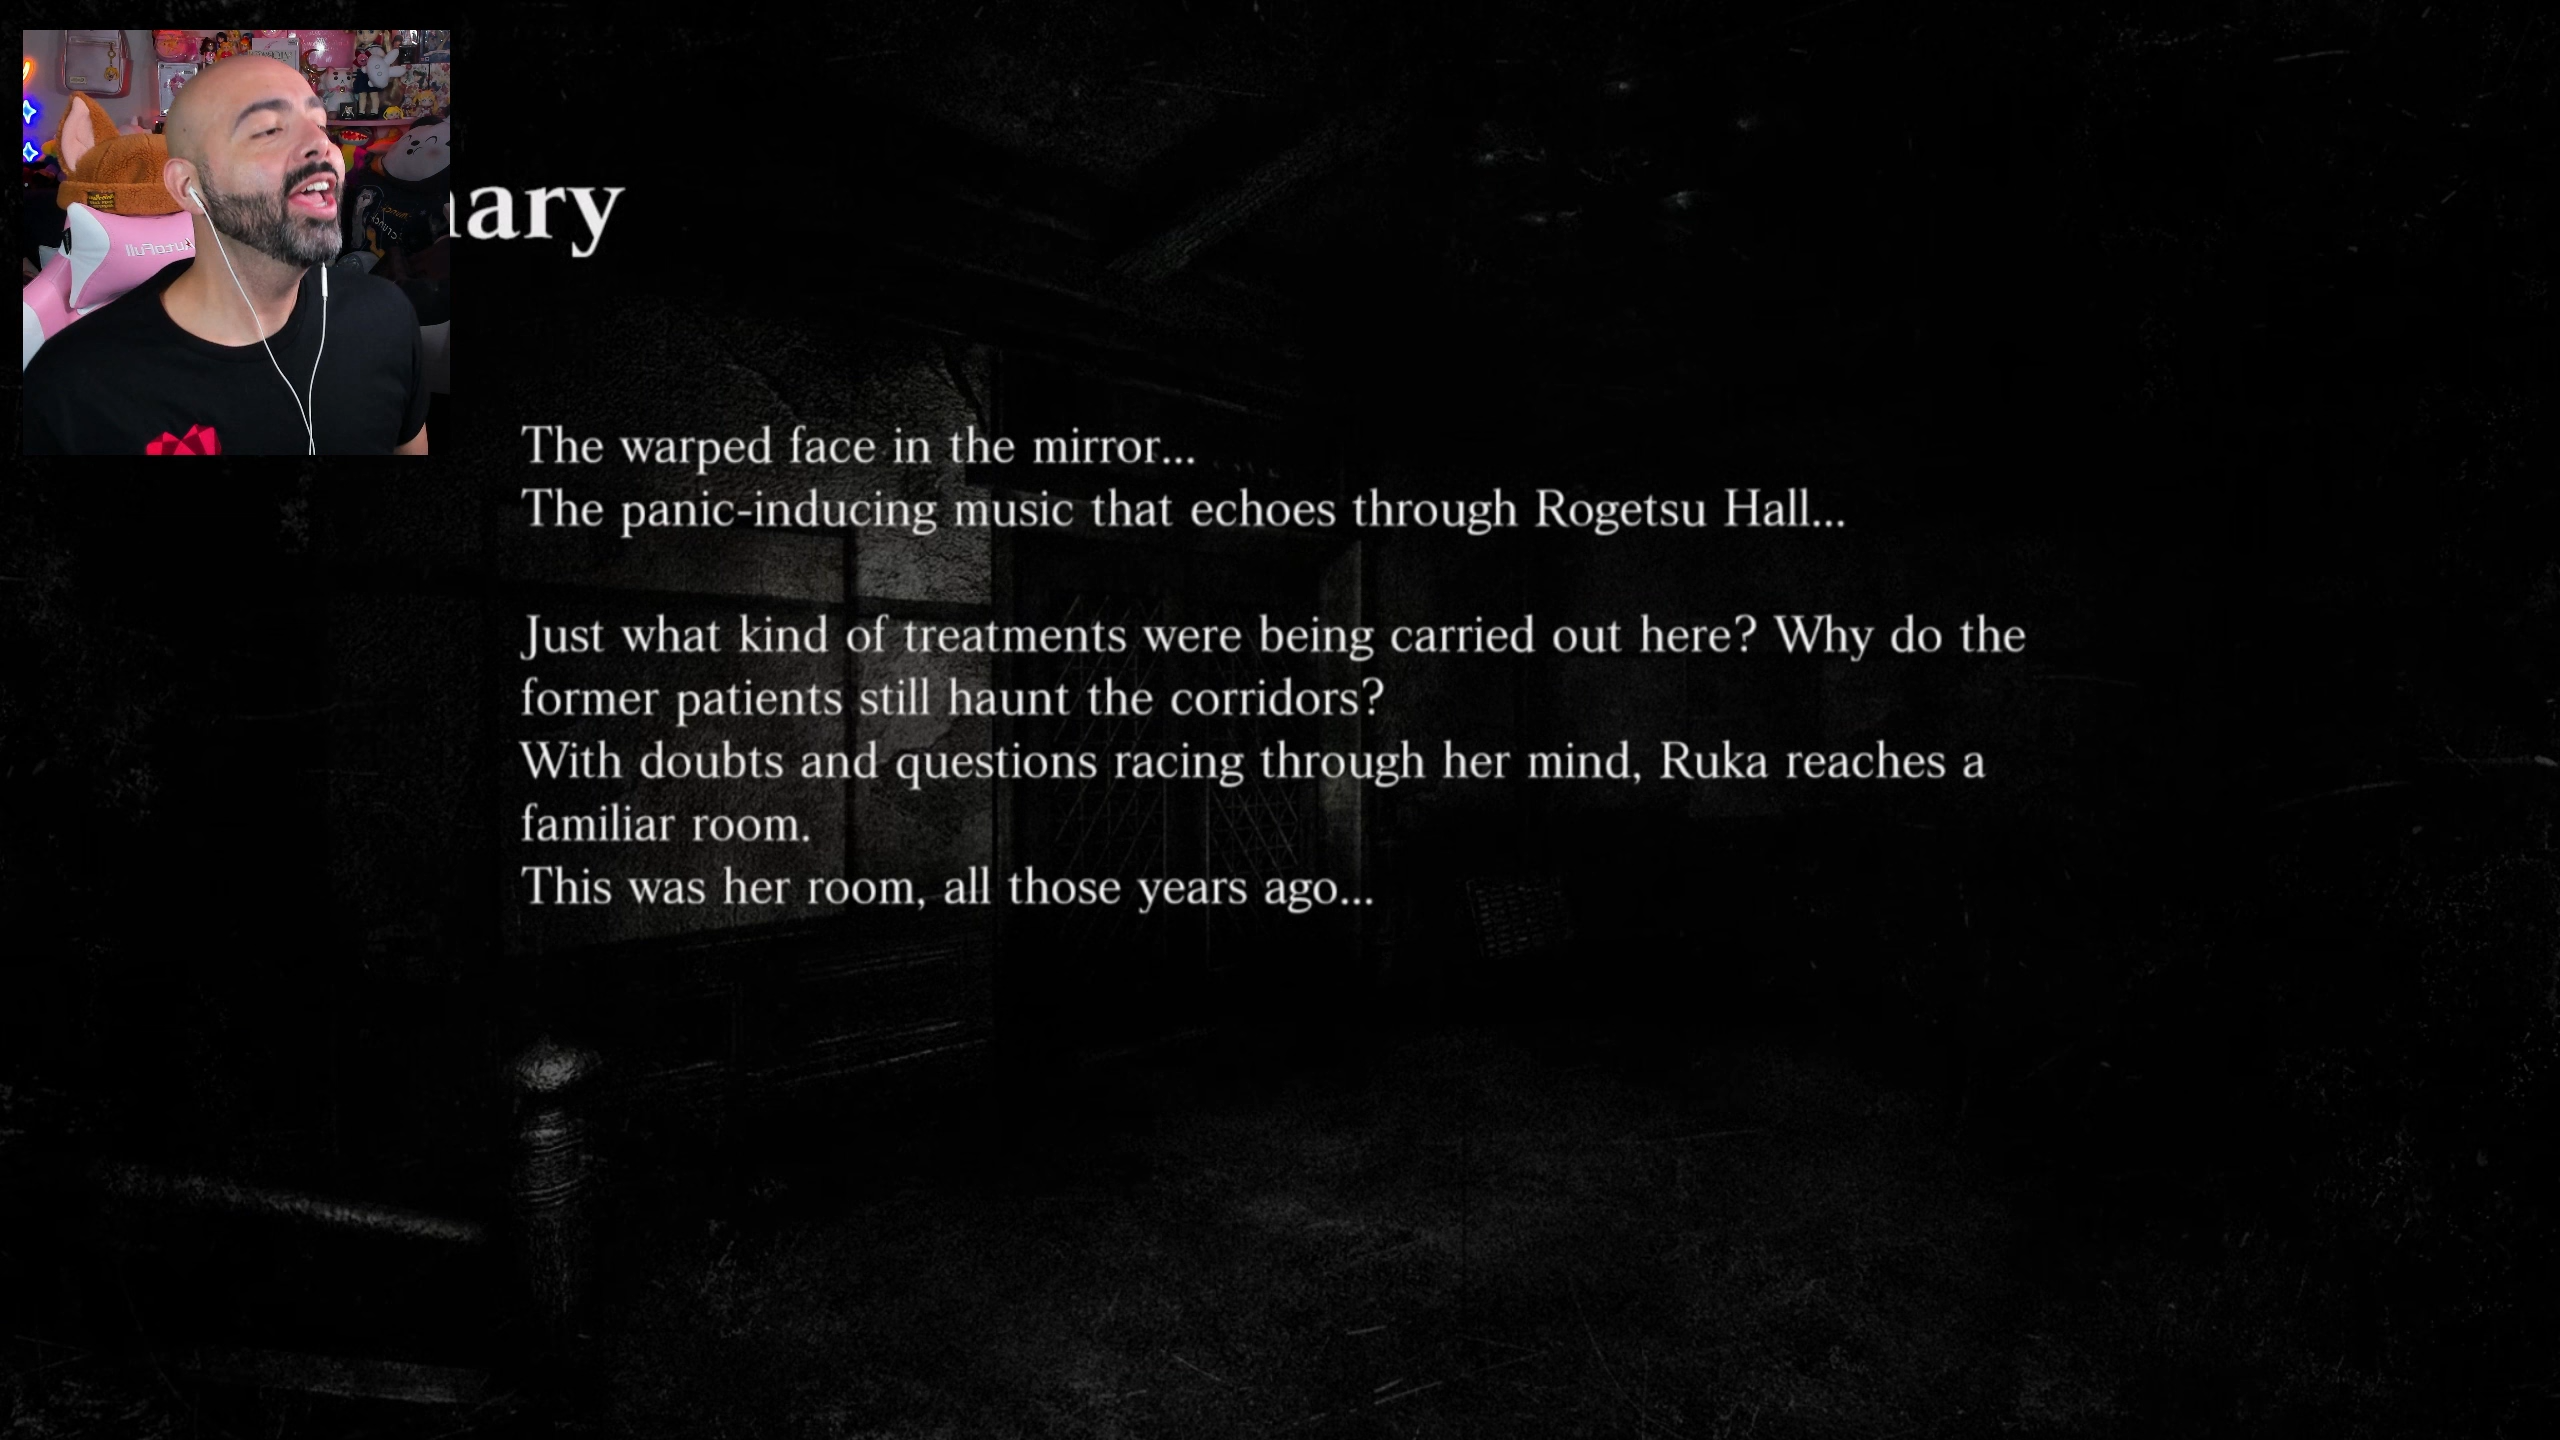 ary
The warped face in the mirror...
The panic-inducing music that echoes through Rogetsu Hall...
Just what kind of treatments were being carried out here? Why do the
former patients still haunt the corridors?
With doubts and questions racing through her mind, Ruka reaches a
familiar room.
This was her room, all those years ago...
AutoFull